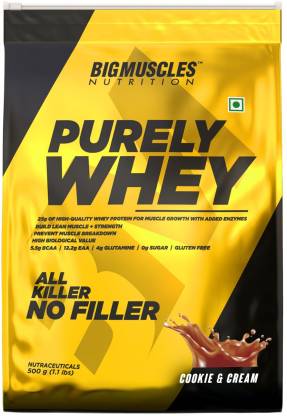 BIGMUSCLES™
NUTRITION
PURELY
WHEY
25g OF HIGH-QUALITY WHEY PROTEIN FOR MUSCLE GROWTH WITH ADDED ENZYMES
BUILD LEAN MUSCLE + STRENGTH
PREVENT MUSCLE BREAKDOWN
HIGH BIOLOGICAL VALUE
5.5g BCAA | 12.2g EAA | 4g GLUTAMINE | 0g SUGAR | GLUTEN FREE
ALL
KILLER
NO FILLER
NUTRACEUTICALS
500 g (1.1 lbs)
COOKIE & CREAM